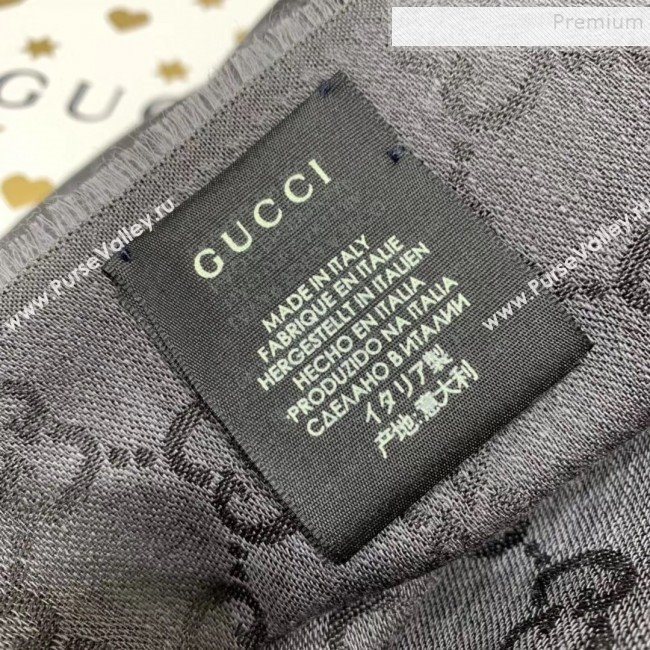 Premium
GUCCI
GUCCI
MADE IN ITALY
FABRIQUE EN ITALIE
HERGESTELLT IN ITALIEN
HECHO EN ITALIA
PRODUZIDO NA ITALIA
СДЕЛАНО В ИТАЛИИ
イタリア製
产地:意大利
www.PurseValley.ru
www.PurseValley.ru